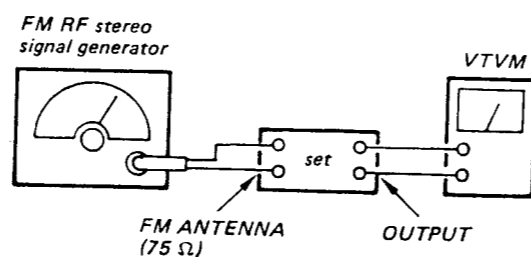 FM RF stereo
signal generator
VTVM
set
FM ANTENNA
(75 Ω)
OUTPUT